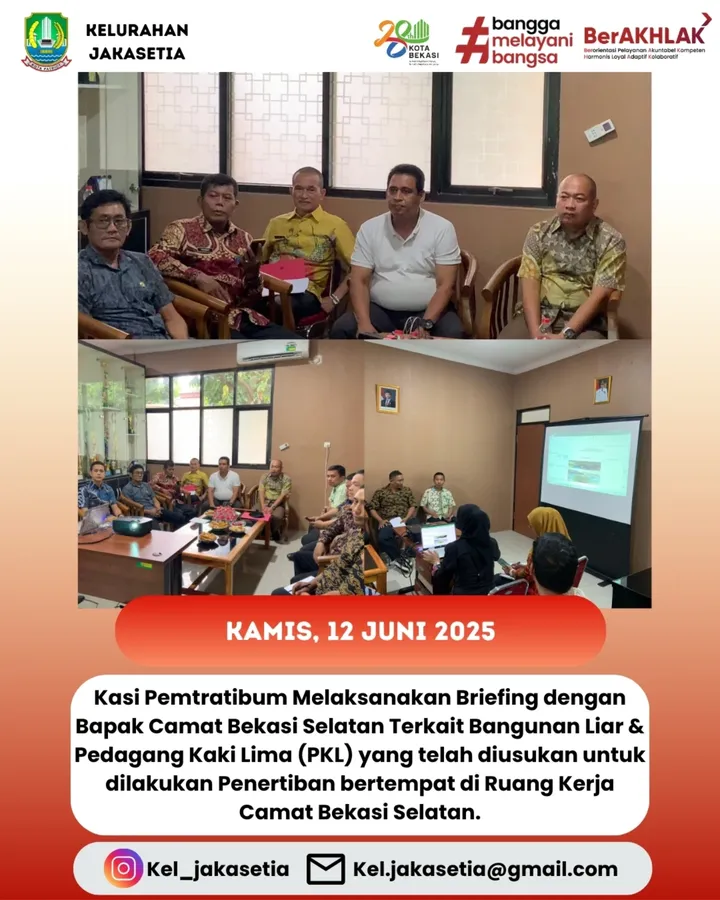 KELURAHAN
JAKASETIA
KOTA
BEKASI
#bangga
melayani
bangsa
BerAKHLAK
Berorientasi Pelayanan Akuntabel Kompeten
Harmonis Loyal Adaptif Kolaboratif
KAMIS, 12 JUNI 2025
Kasi Pemtratibum Melaksanakan Briefing dengan
Bapak Camat Bekasi Selatan Terkait Bangunan Liar &
Pedagang Kaki Lima (PKL) yang telah diusukan untuk
dilakukan Penertiban bertempat di Ruang Kerja
Camat Bekasi Selatan.
Kel_jakasetia
Kel.jakasetia@gmail.com